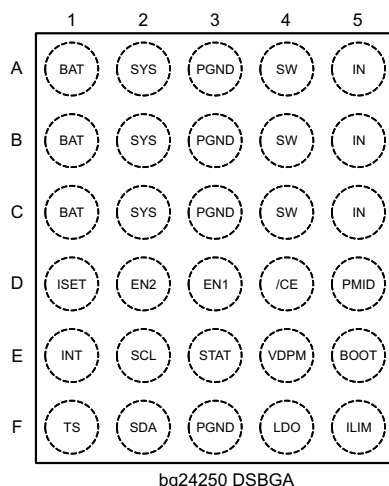 1 2 3 4 5
A BAT SYS PGND SW IN
B BAT SYS PGND SW IN
C BAT SYS PGND SW IN
D ISET EN2 EN1 /CE PMID
E INT SCL STAT VDPM BOOT
F TS SDA PGND LDO ILIM
bq24250 DSBGA